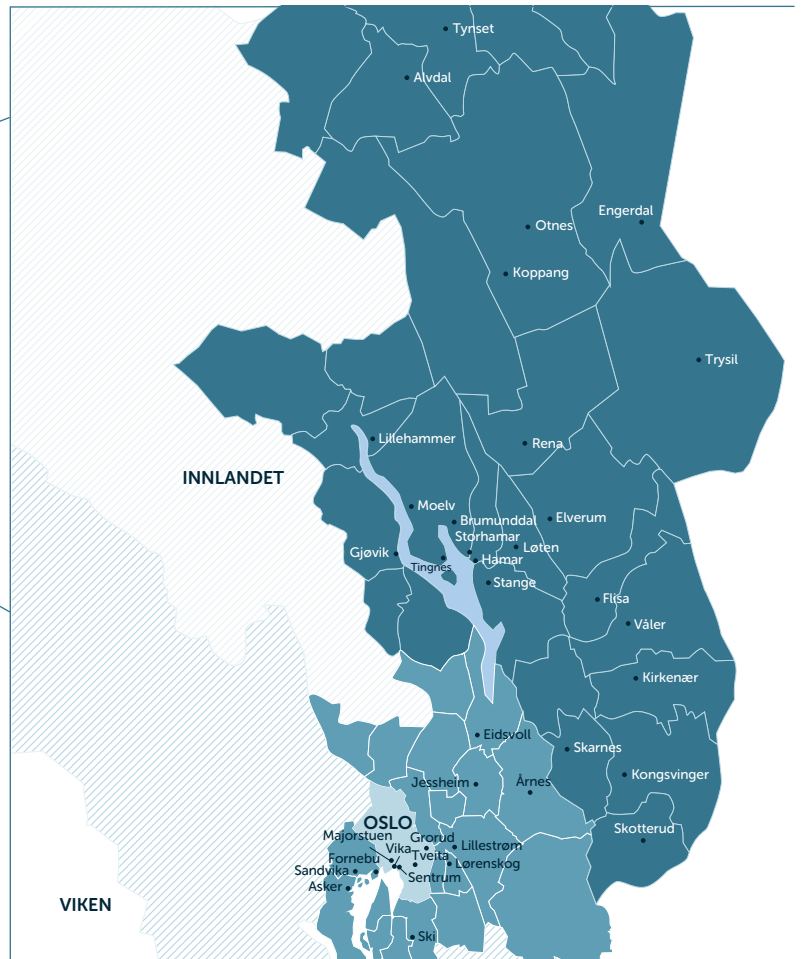 Tynset
Alvdal
Engerdal
Otnes
Koppang
Trysil
Lillehammer
Rena
INNLANDET
Moelv
Brumunddal
Elverum
Storhamar
Løten
Gjøvik
Hamar
Tingnes
Stange
Flisa
Våler
Kirkenær
Eidsvoll
Skarnes
Kongsvinger
Jessheim
Årnes
OSLO
Skotterud
Majorstuen
Grorud
Vika
Lillestrøm
Fornebu
Tveita
Lørenskog
Sandvika
Sentrum
Asker
VIKEN
Ski